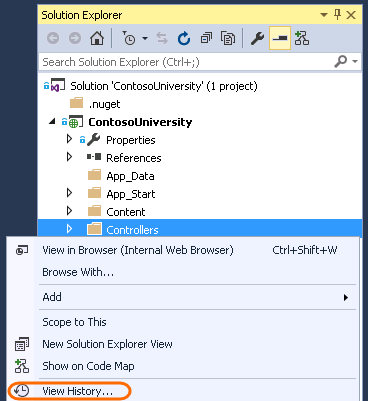 Solution Explorer
Search Solution Explorer (Ctrl+;)
Solution 'ContosoUniversity' (1 project)
.nuget
ContosoUniversity
Properties
References
App_Data
App_Start
Content
Controllers
View in Browser (Internal Web Browser) Ctrl+Shift+W
Browse With...
Add
Scope to This
New Solution Explorer View
Show on Code Map
View History...